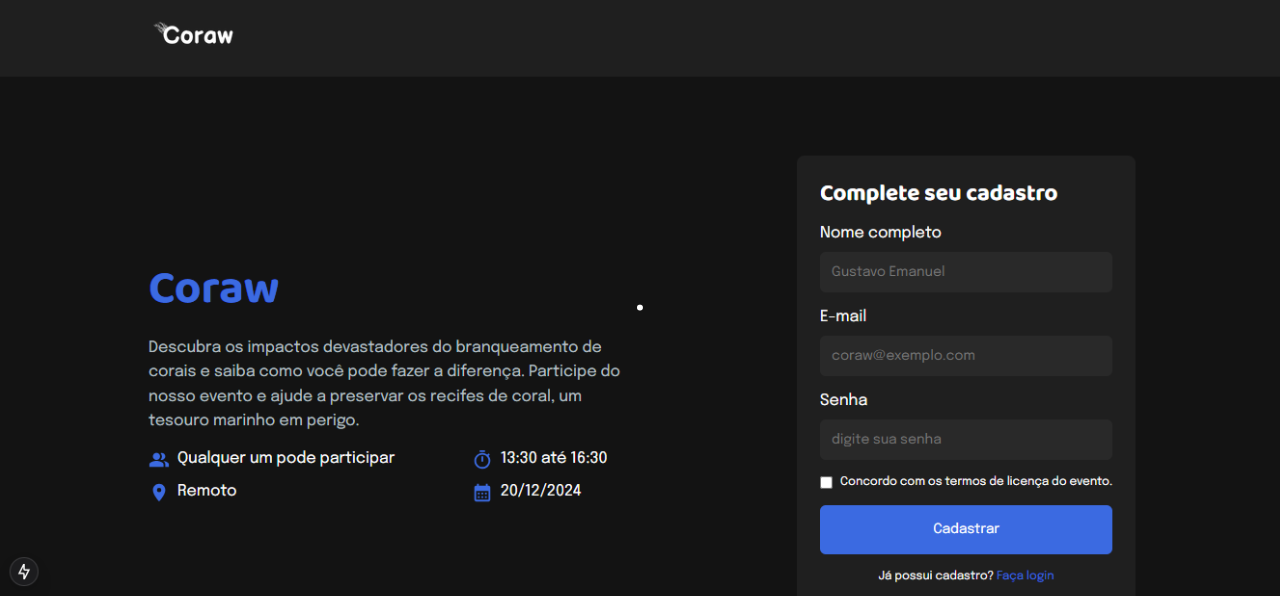 Coraw
Coraw
Descubra os impactos devastadores do branqueamento de
corais e saiba como você pode fazer a diferença. Participe do
nosso evento e ajude a preservar os recifes de coral, um
tesouro marinho em perigo.
Qualquer um pode participar
13:30 até 16:30
Remoto
20/12/2024
Complete seu cadastro
Nome completo
Gustavo Emanuel
E-mail
coraw@exemplo.com
Senha
digite sua senha
Concordo com os termos de licença do evento.
Cadastrar
Já possui cadastro? Faça login